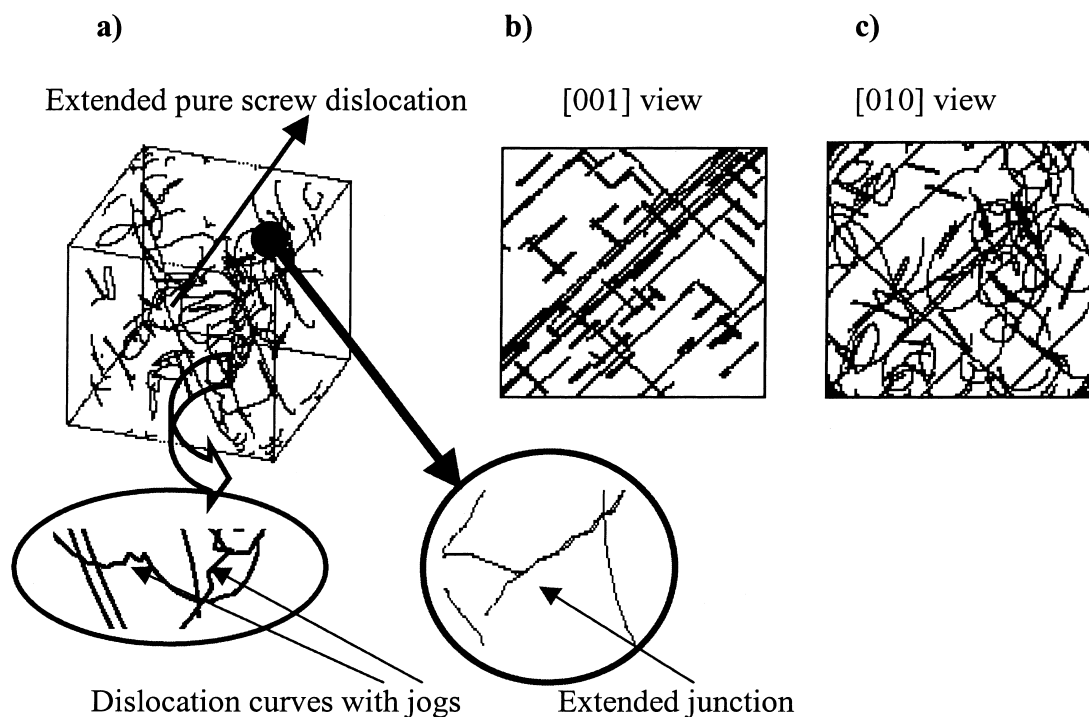 a)
b)
c)
Extended pure screw dislocation
[001] view
[010] view
Dislocation curves with jogs
Extended junction